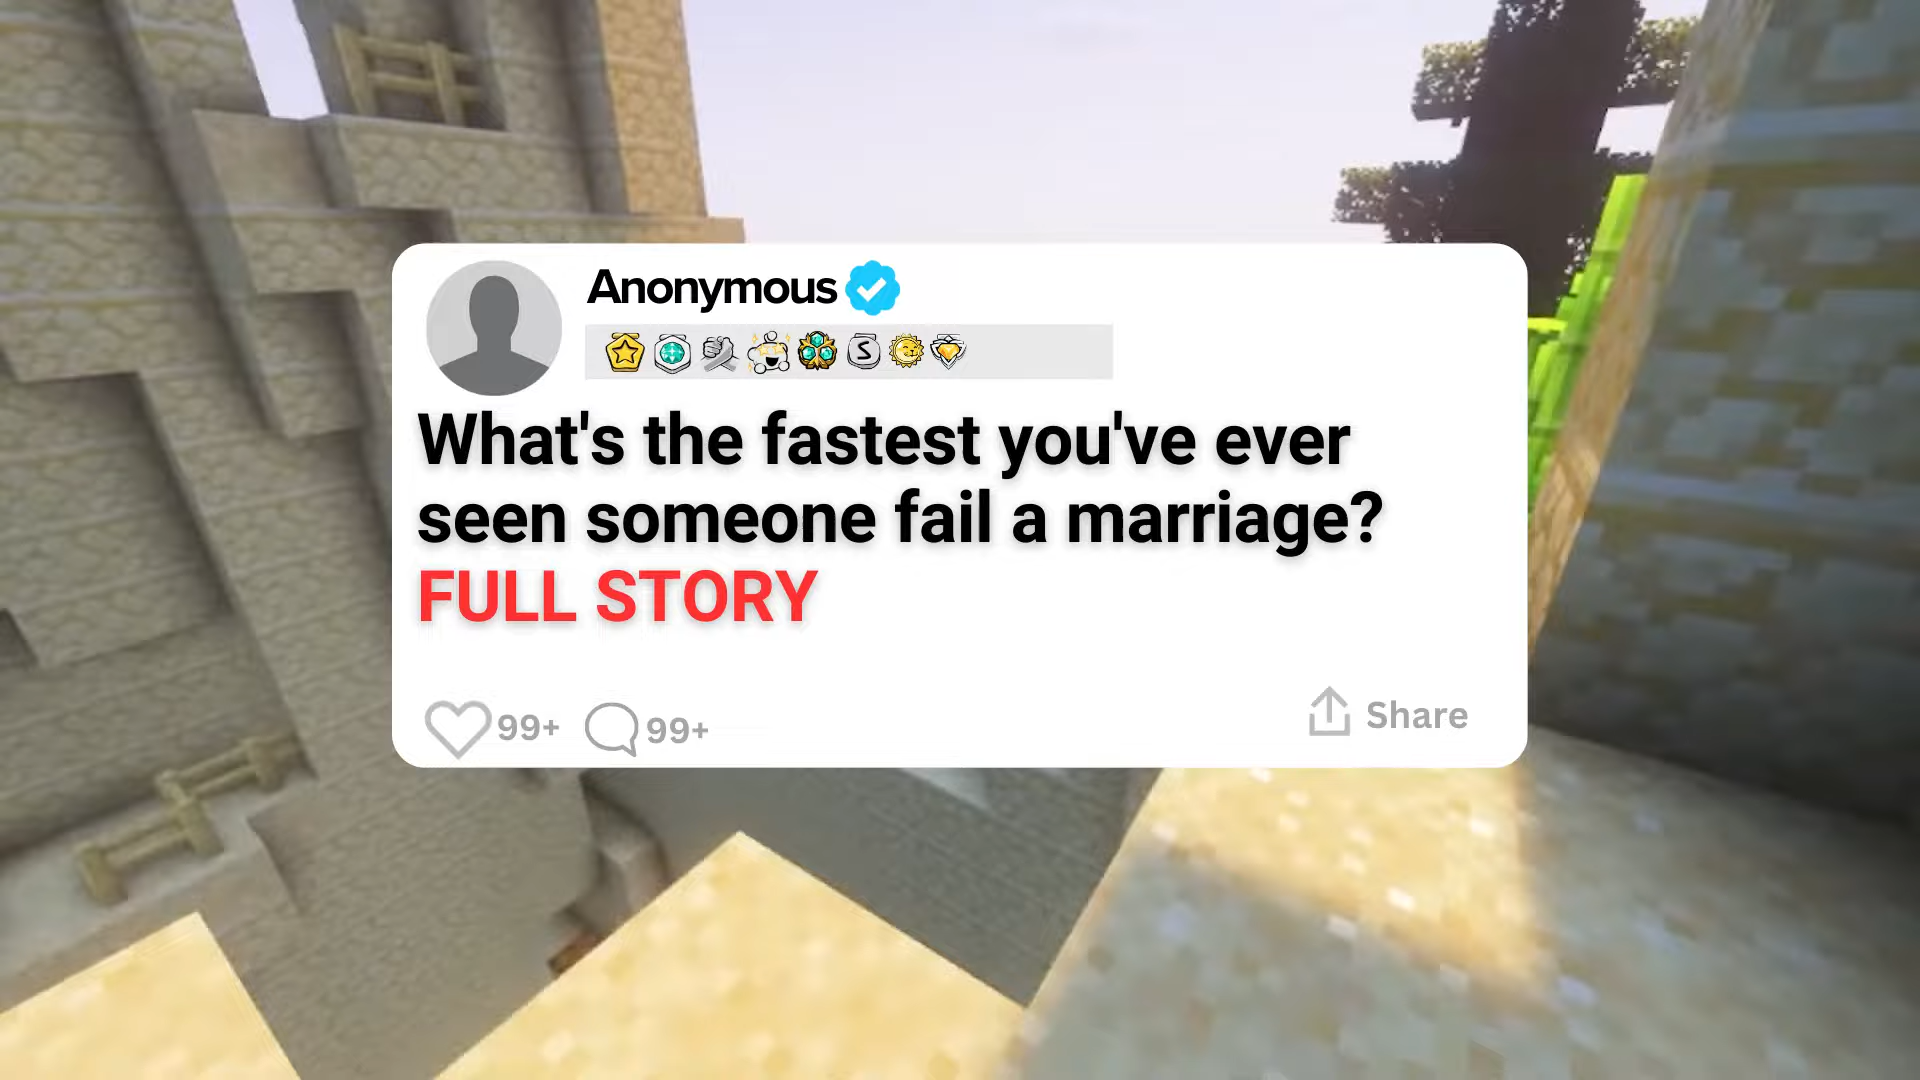 Anonymous
What's the fastest you've ever
seen someone fail a marriage?
FULL STORY
99+ 99+ Share